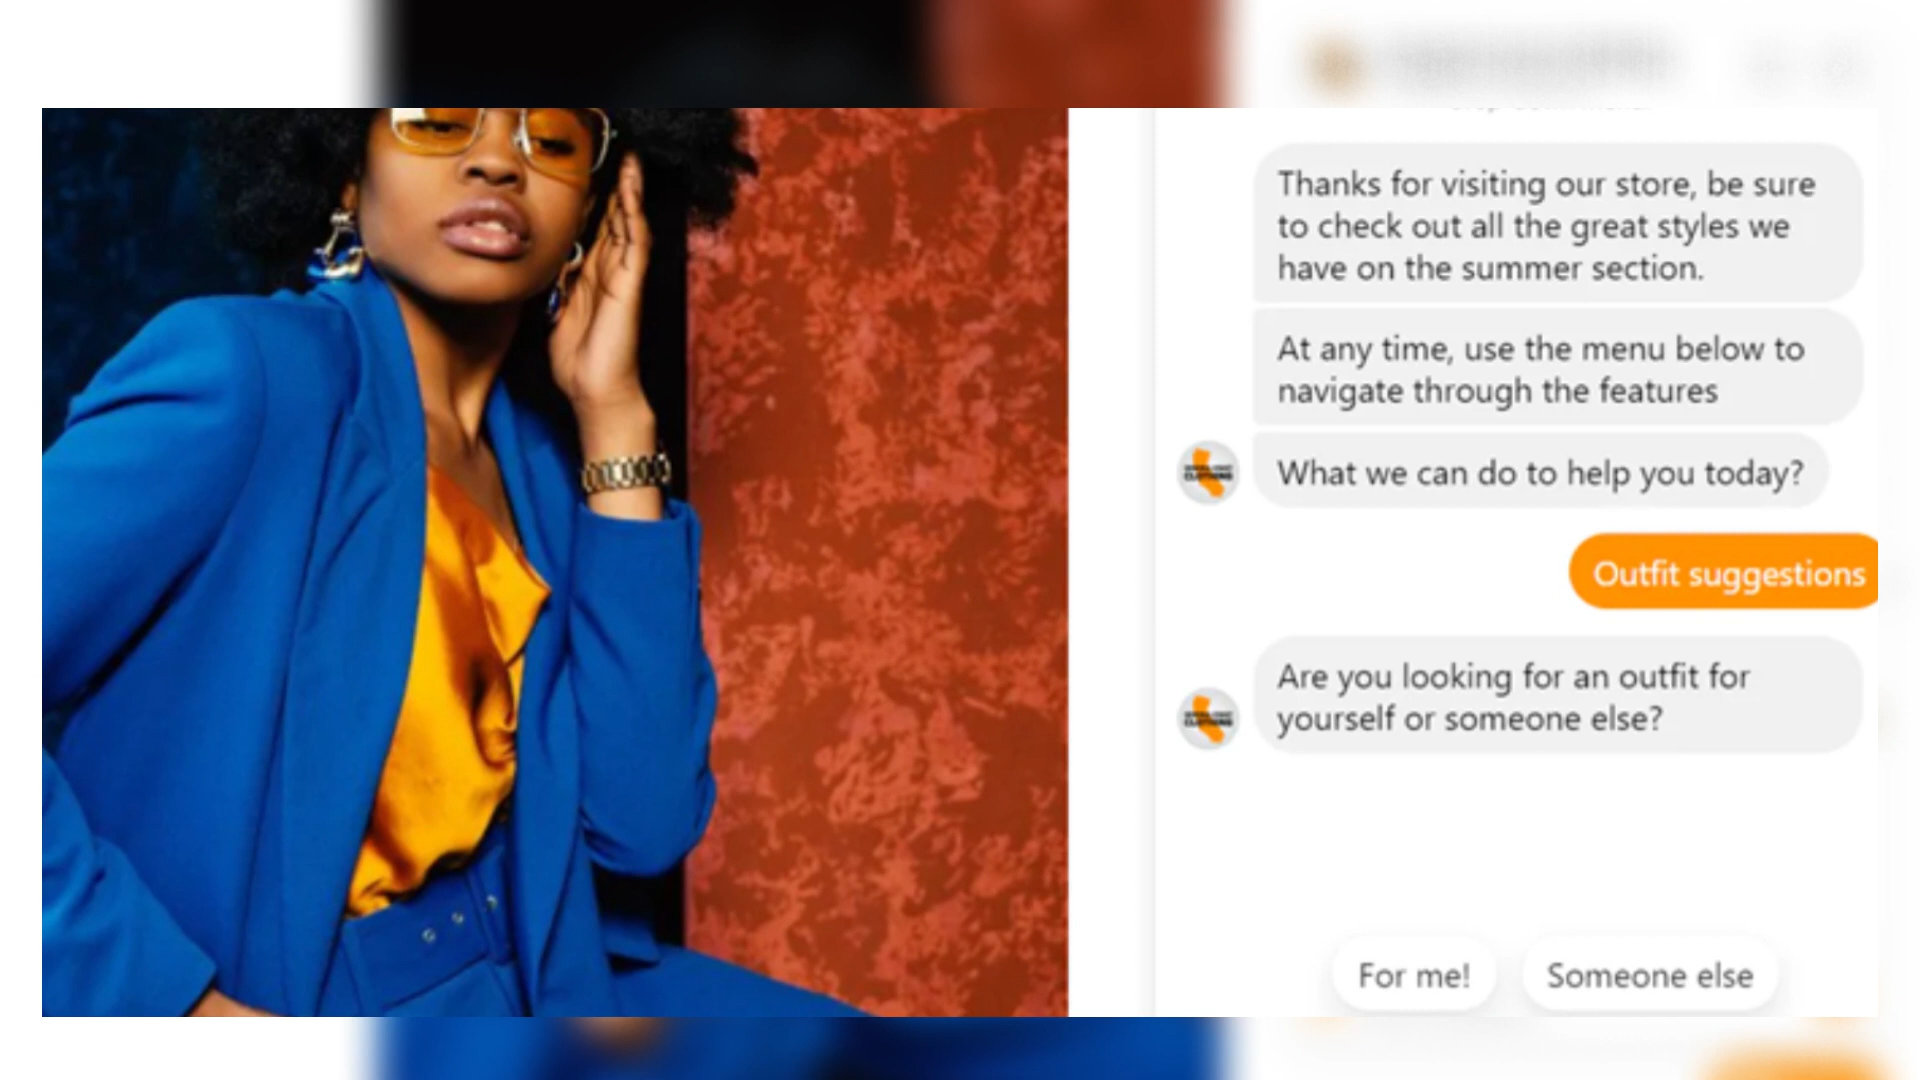 Thanks for visiting our store, be sure
to check out all the great styles we
have on the summer section.
At any time, use the menu below to
navigate through the features
What we can do to help you today?
Outfit suggestions
Are you looking for an outfit for
yourself or someone else?
For me!
Someone else